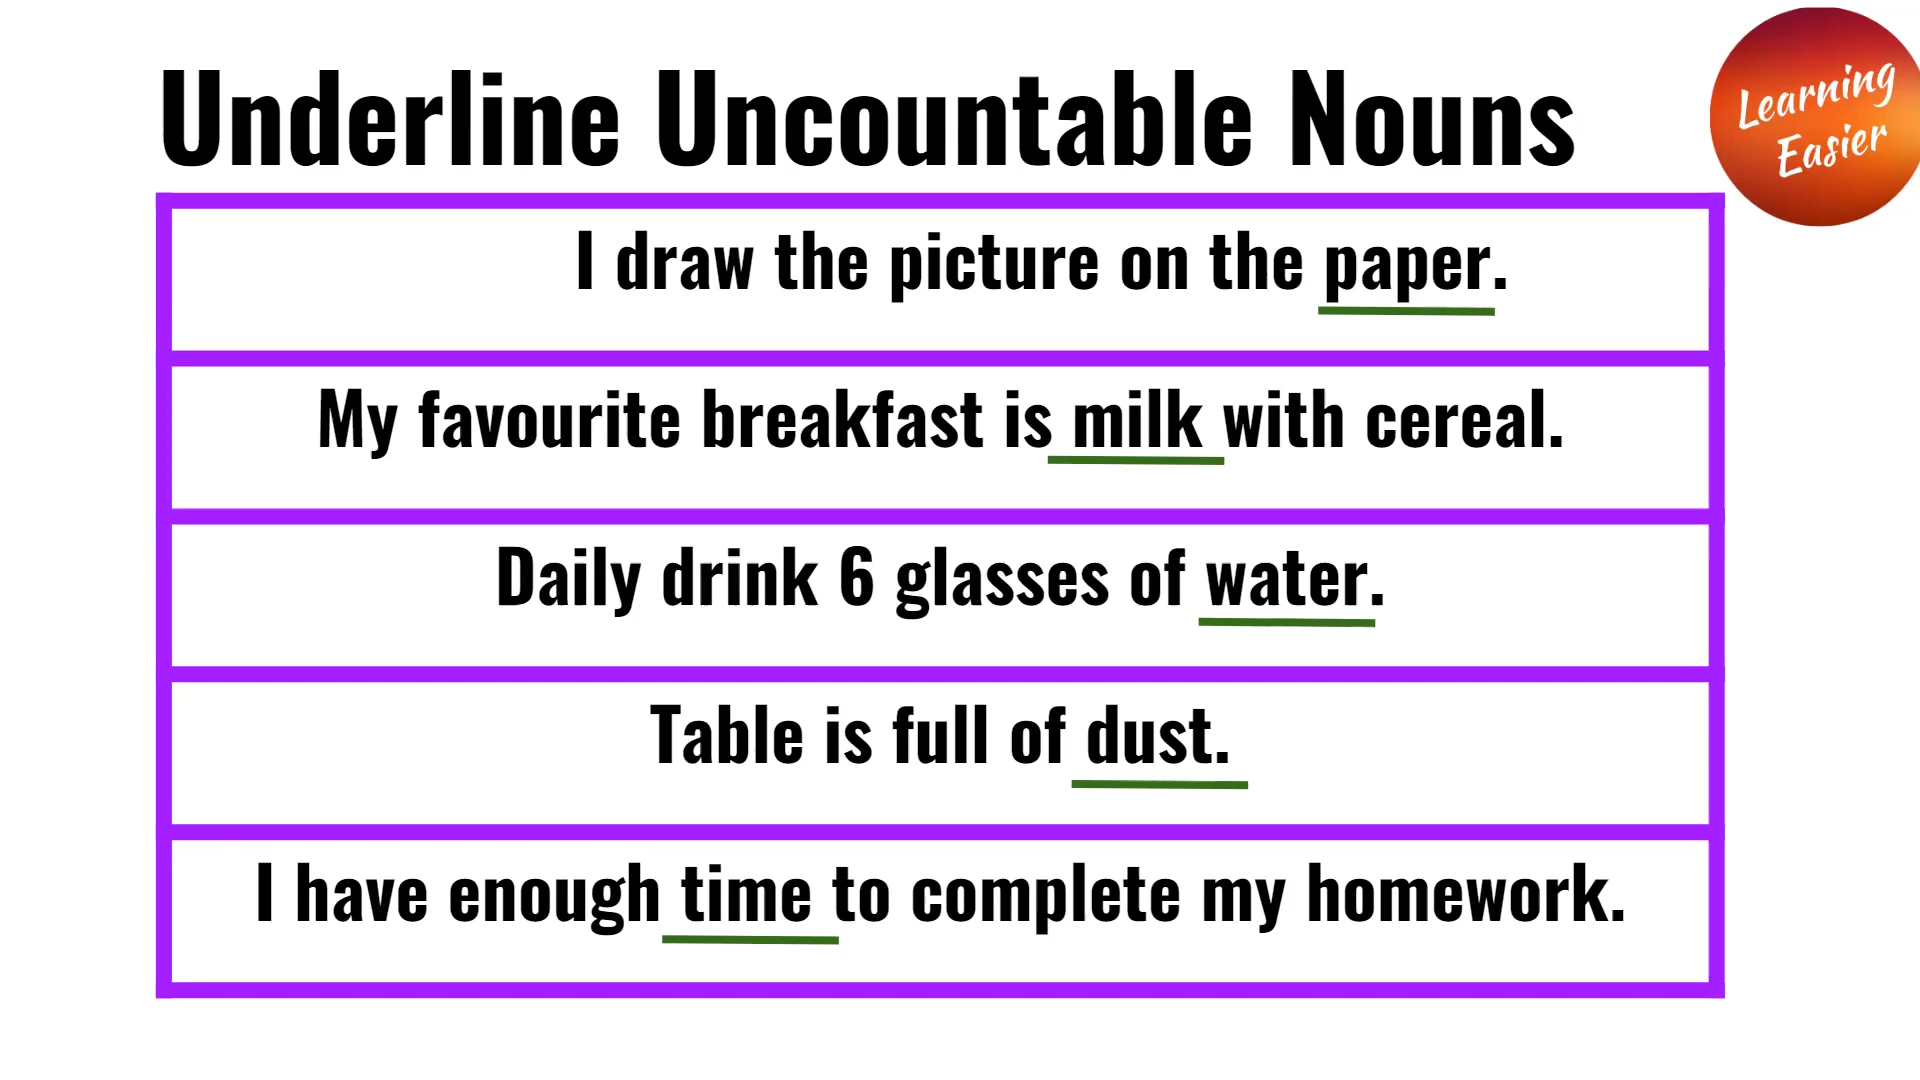 Underline Uncountable Nouns
Learning
Easier
I draw the picture on the paper.
My favourite breakfast is milk with cereal.
Daily drink 6 glasses of water.
Table is full of dust.
I have enough time to complete my homework.